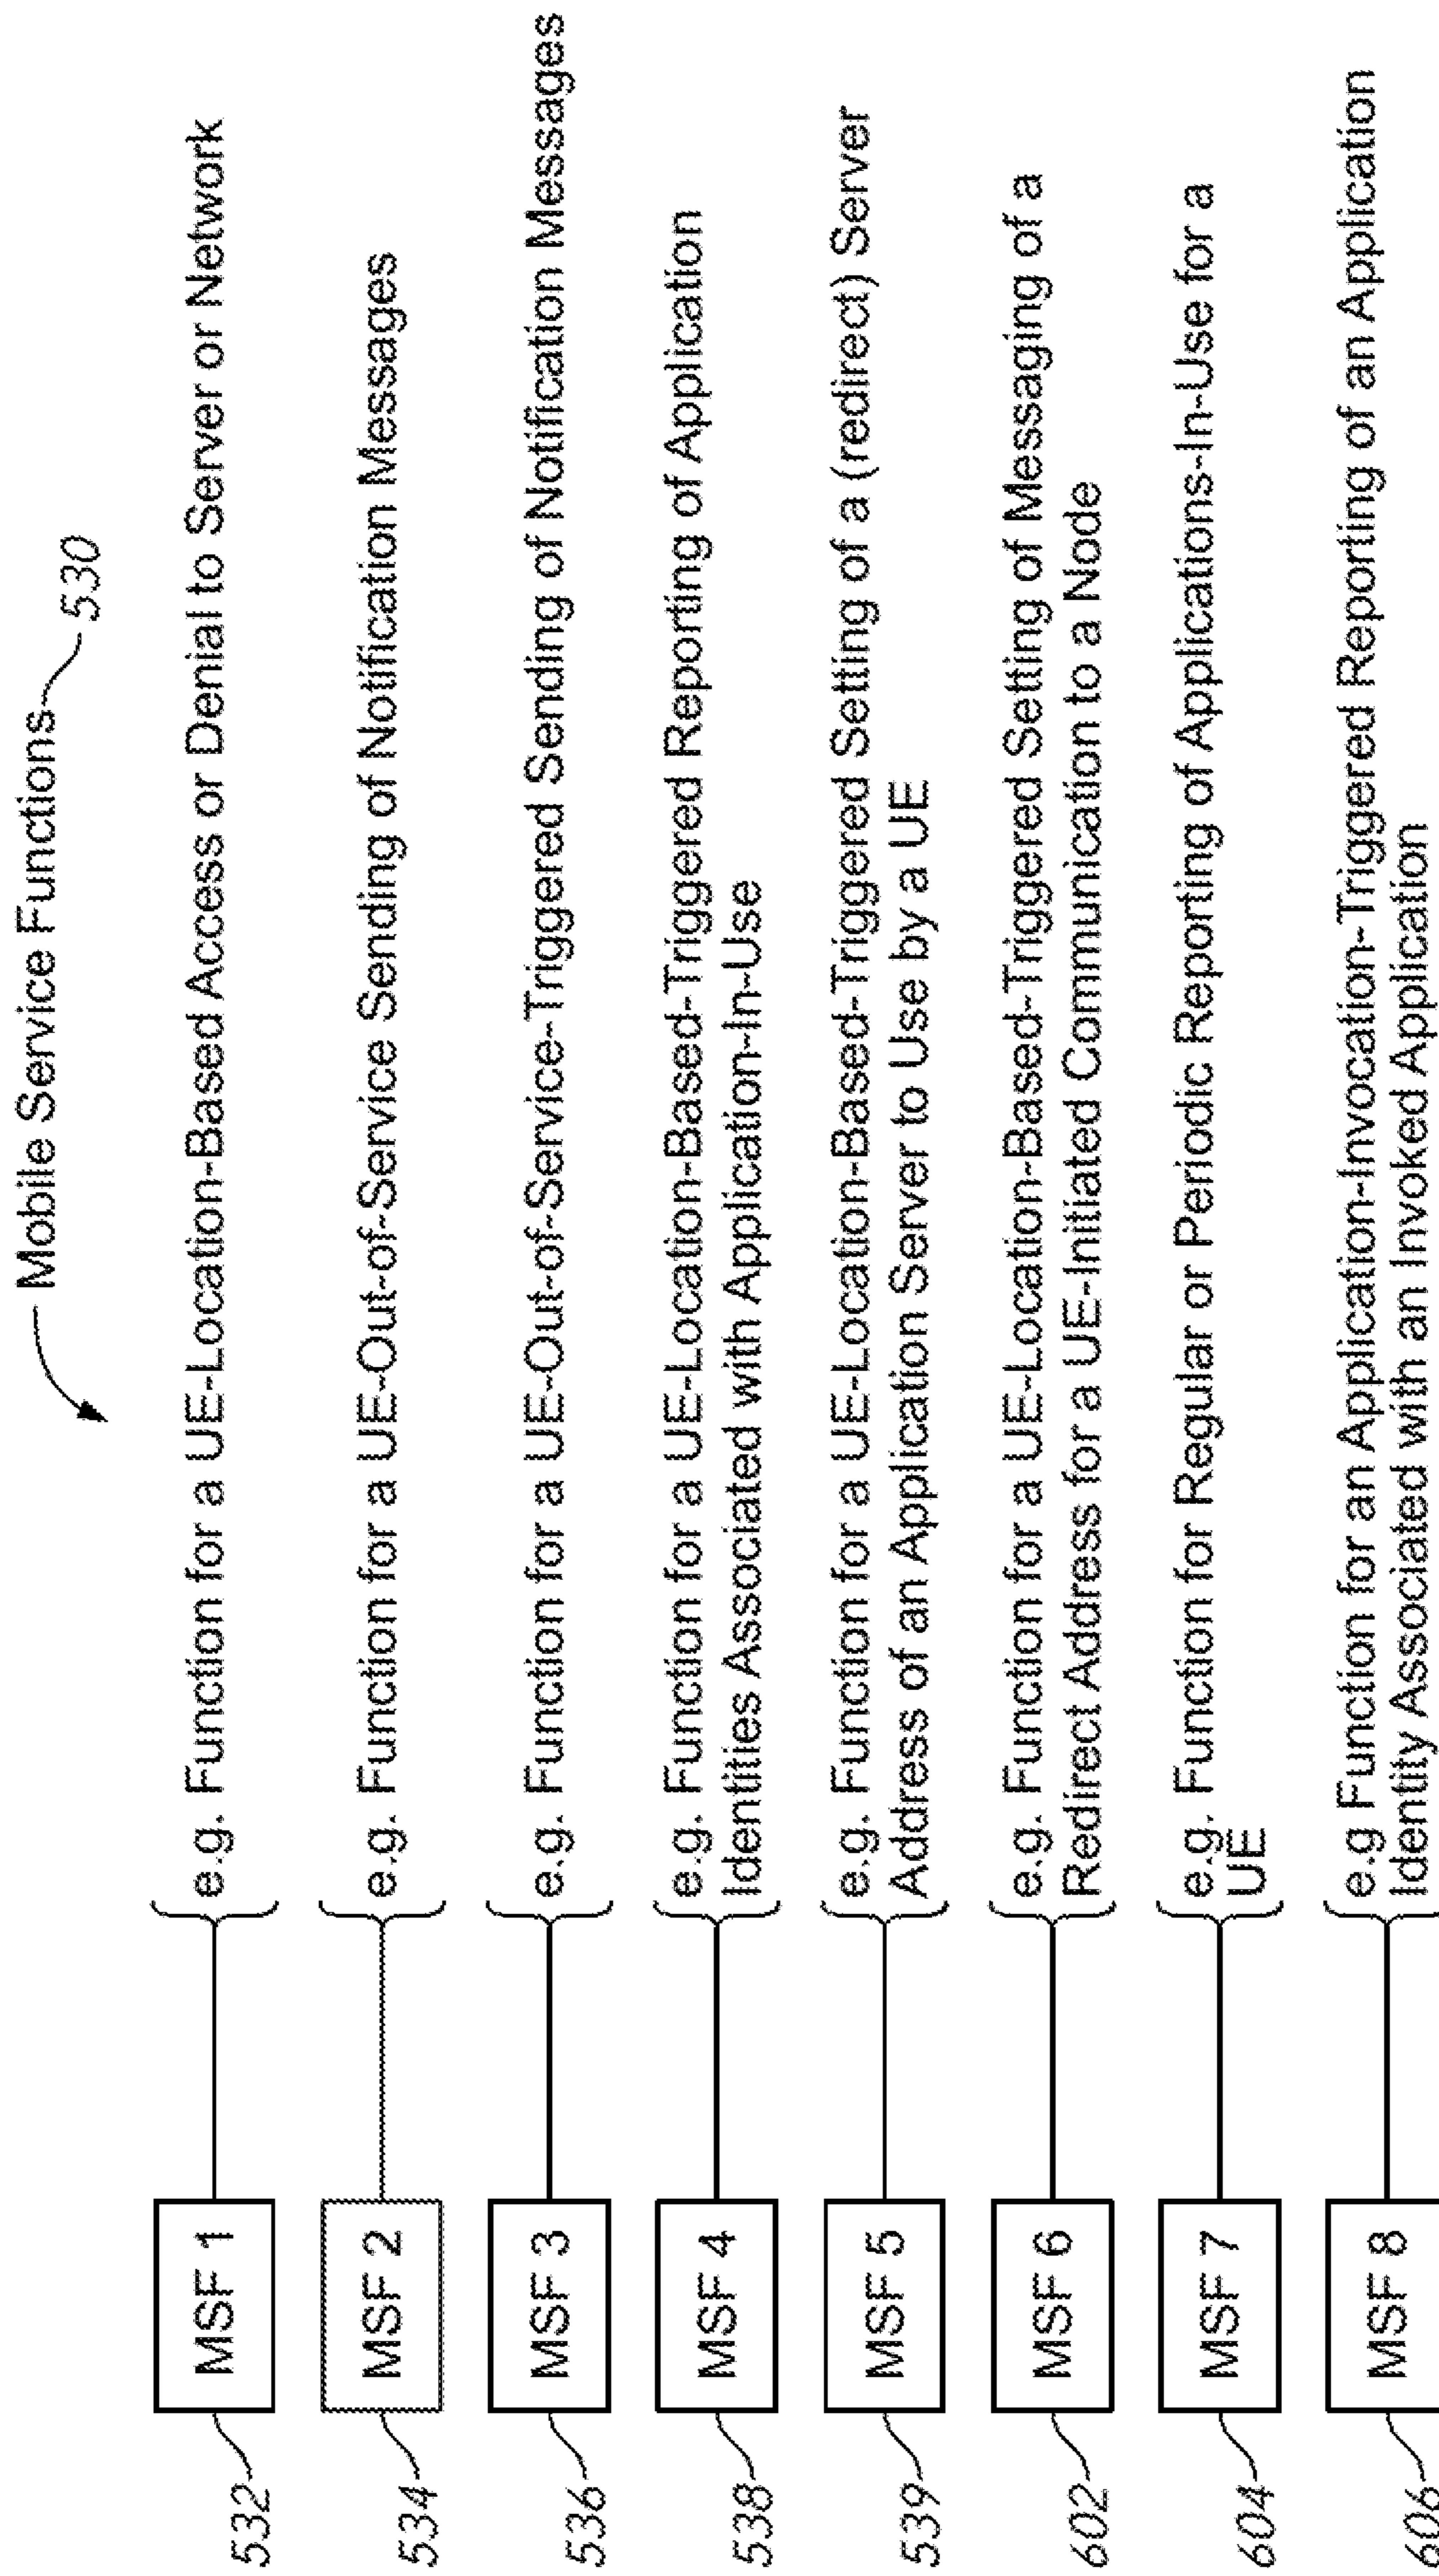 Mobile Service Functions 530
532 MSF 1 e.g. Function for a UE-Location-Based Access or Denial to Server or Network
534 MSF 2 e.g. Function for a UE-Out-of-Service Sending of Notification Messages
536 MSF 3 e.g. Function for a UE-Out-of-Service-Triggered Sending of Notification Messages
538 MSF 4 e.g. Function for a UE-Location-Based-Triggered Reporting of Application
Identities Associated with Application-In-Use
539 MSF 5 e.g. Function for a UE-Location-Based-Triggered Setting of a (redirect) Server
Address of an Application Server to Use by a UE
602 MSF 6 e.g. Function for a UE-Location-Based-Triggered Setting of Messaging of a
Redirect Address for a UE-Initiated Communication to a Node
604 MSF 7 e.g. Function for Regular or Periodic Reporting of Applications-In-Use for a
UE
606 MSF 8 e.g Function for an Application-Invocation-Triggered Reporting of an Application
Identity Associated with an Invoked Application